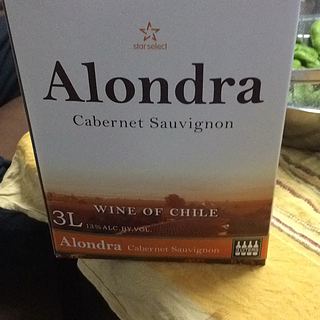 star select
Alondra
Cabernet Sauvignon
WINE OF CHILE
3L 13% ALC. BY. VOL.
Alondra Cabernet Sauvignon